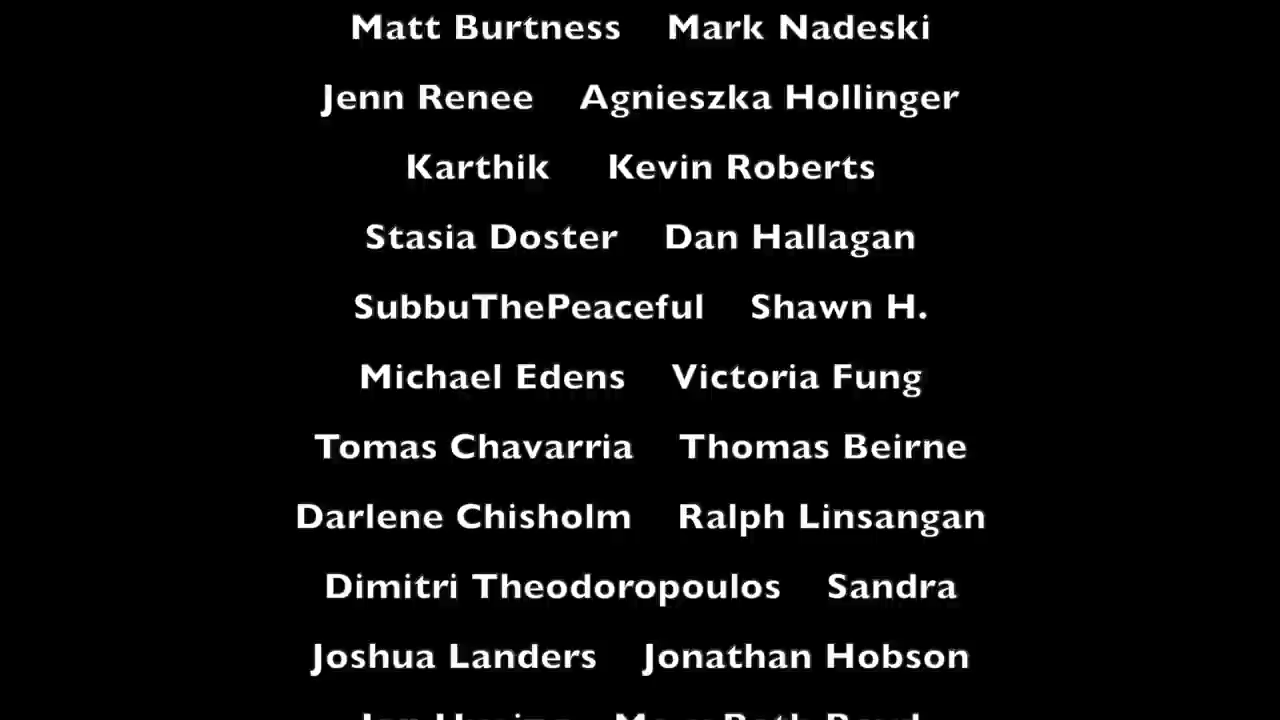 Matt Burtness Mark Nadeski
Jenn Renee Agnieszka Hollinger
Karthik Kevin Roberts
Stasia Doster Dan Hallagan
SubbuThePeaceful Shawn H.
Michael Edens Victoria Fung
Tomas Chavarria Thomas Beirne
Darlene Chisholm Ralph Linsangan
Dimitri Theodoropoulos Sandra
Joshua Landers Jonathan Hobson